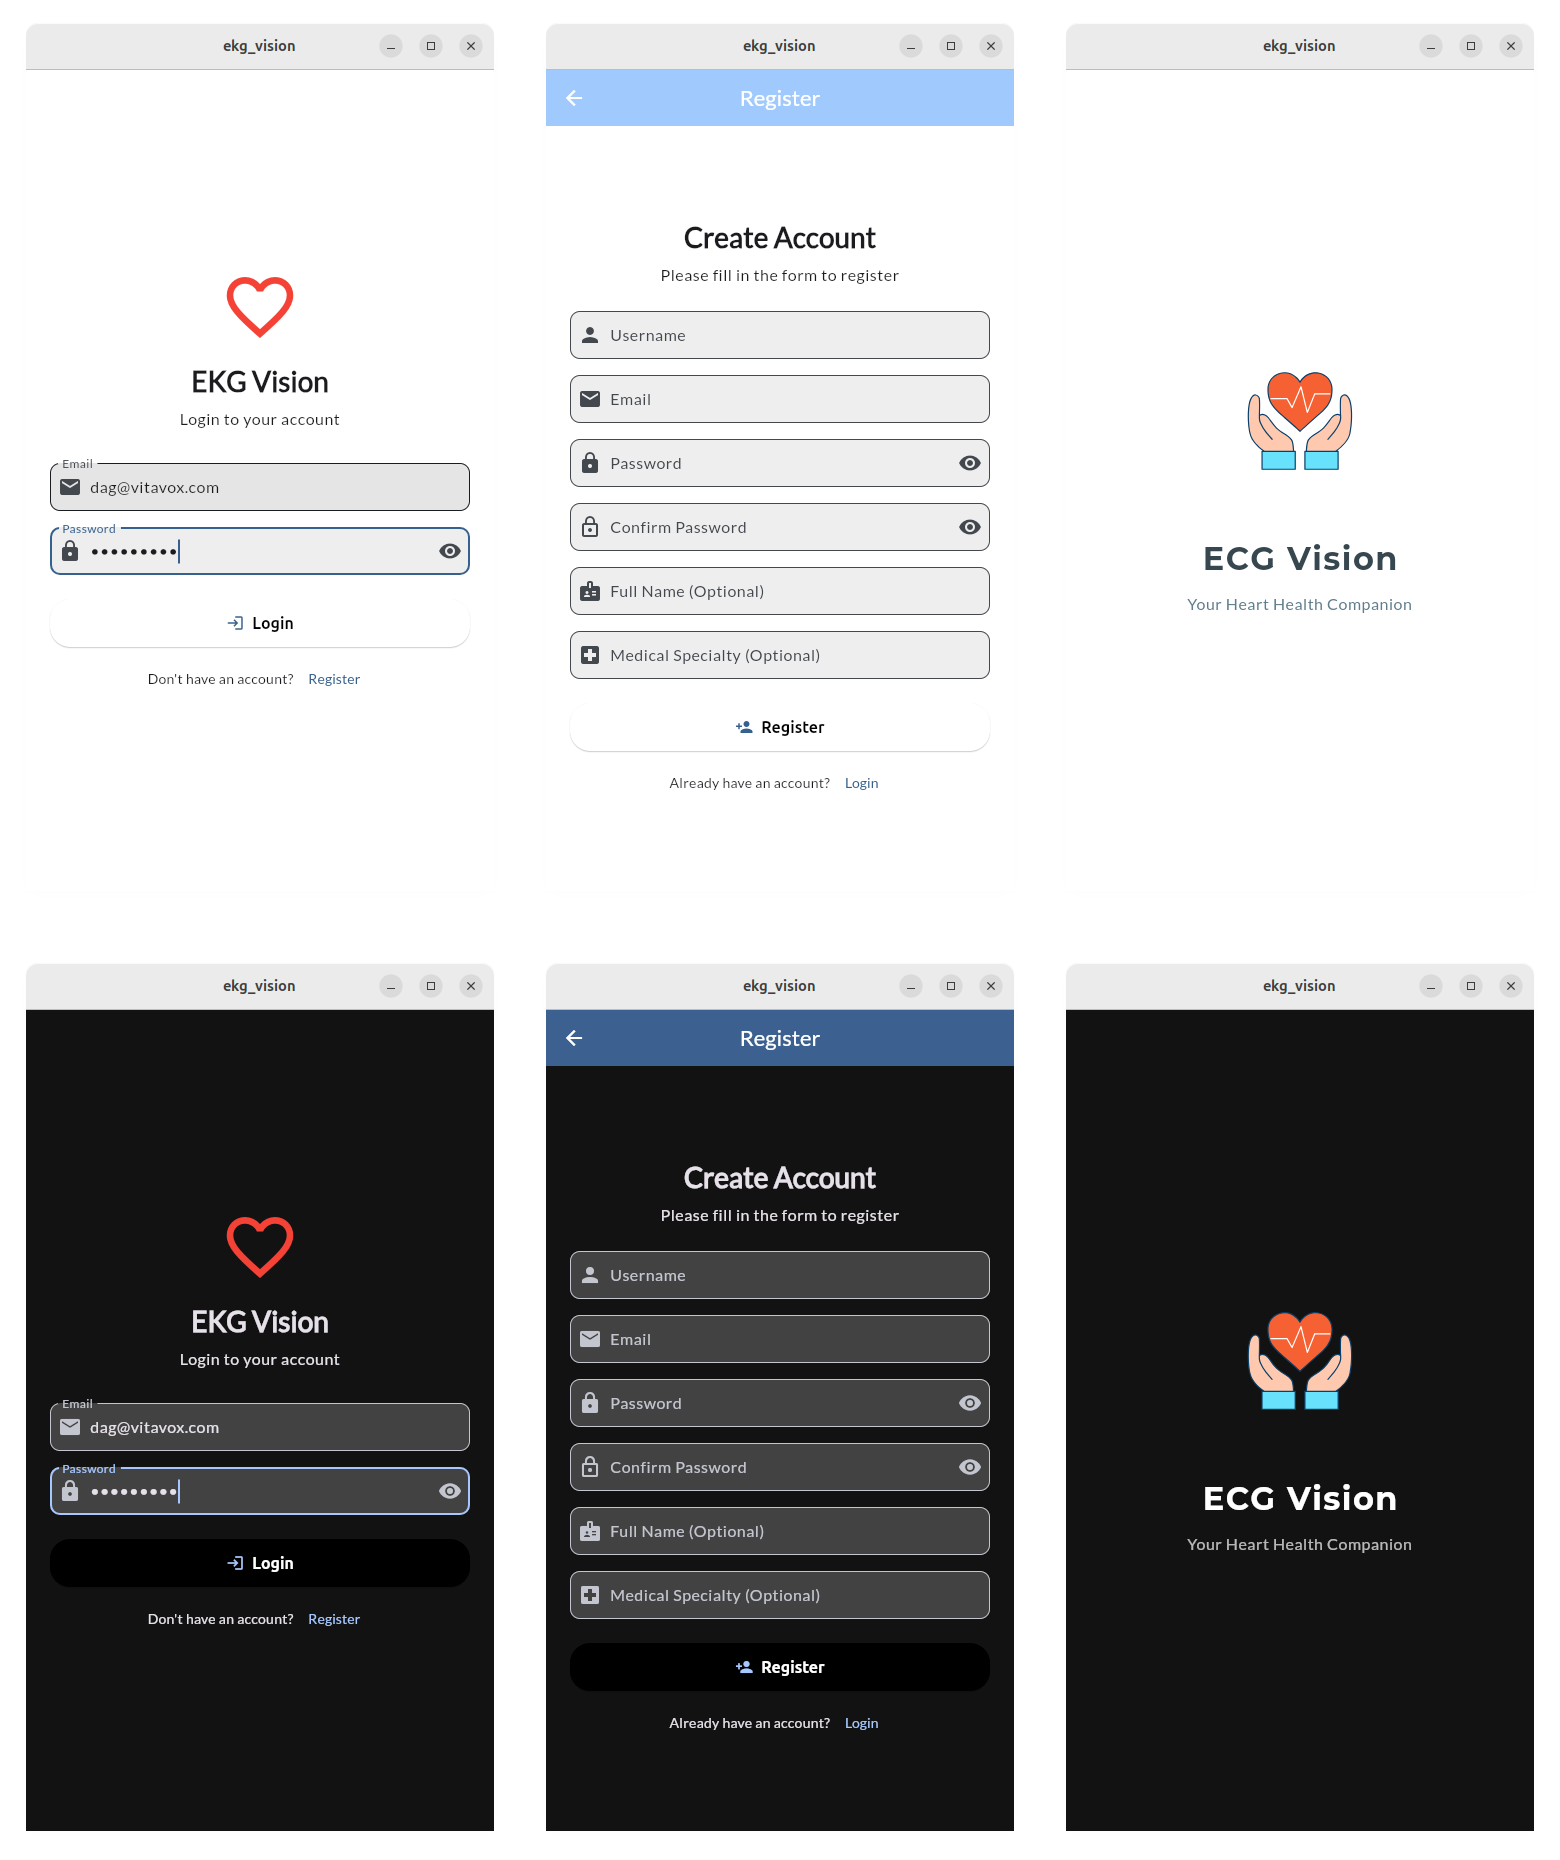 ekg_vision
EKG Vision
Login to your account
Email
dag@vitavox.com
Password
•••••••••
Login
Don't have an account? Register
ekg_vision
Register
Create Account
Please fill in the form to register
Username
Email
Password
Confirm Password
Full Name (Optional)
Medical Specialty (Optional)
Register
Already have an account? Login
ekg_vision
ECG Vision
Your Heart Health Companion
ekg_vision
EKG Vision
Login to your account
Email
dag@vitavox.com
Password
•••••••••
Login
Don't have an account? Register
ekg_vision
Register
Create Account
Please fill in the form to register
Username
Email
Password
Confirm Password
Full Name (Optional)
Medical Specialty (Optional)
Register
Already have an account? Login
ekg_vision
ECG Vision
Your Heart Health Companion